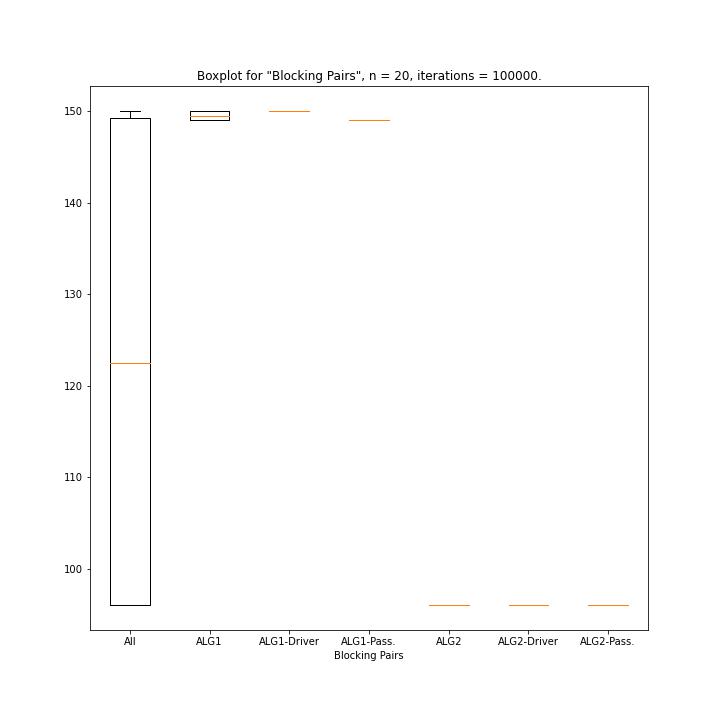 Boxplot for "Blocking Pairs", n = 20, iterations = 100000.
150
140
130
120
110
100
All ALG1 ALG1-Driver ALG1-Pass. ALG2 ALG2-Driver ALG2-Pass.
Blocking Pairs